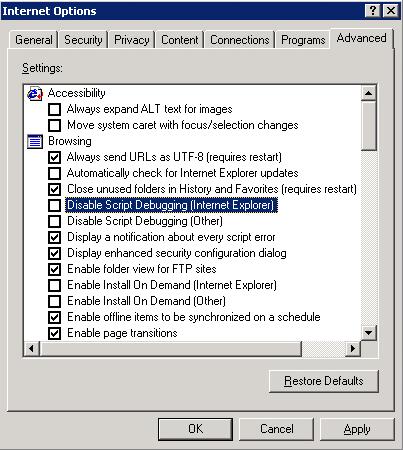 Internet Options
General Security Privacy Content Connections Programs Advanced
Settings:
Accessibility
Always expand ALT text for images
Move system caret with focus/selection changes
Browsing
Always send URLs as UTF-8 (requires restart)
Automatically check for Internet Explorer updates
Close unused folders in History and Favorites (requires restart)
Disable Script Debugging (Internet Explorer)
Disable Script Debugging (Other)
Display a notification about every script error
Display enhanced security configuration dialog
Enable folder view for FTP sites
Enable Install On Demand (Internet Explorer)
Enable Install On Demand (Other)
Enable offline items to be synchronized on a schedule
Enable page transitions
Restore Defaults
OK Cancel Apply